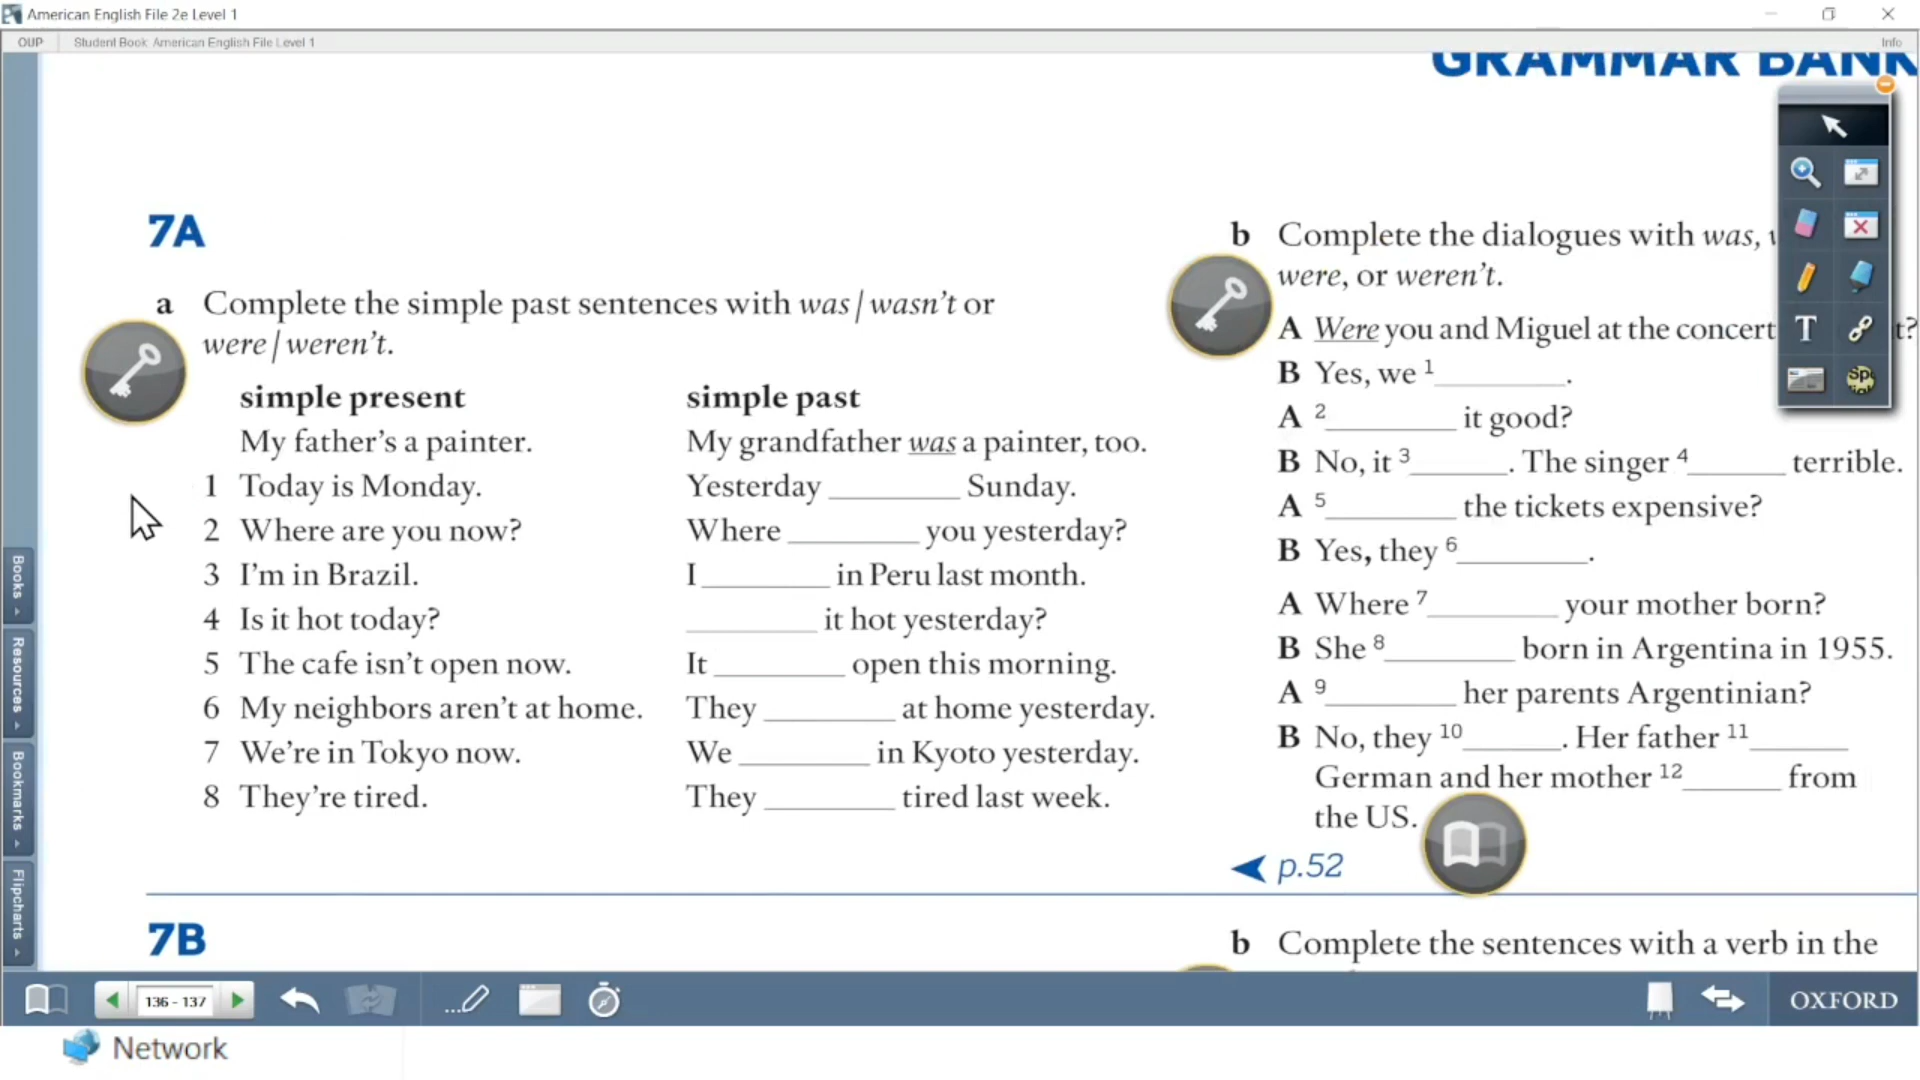 American English File 2e Level 1
OUP Student Book: American English File Level 1 Info
GRAMMAR BANK
7A
a Complete the simple past sentences with was / wasn't or
were / weren't.
simple present simple past
My father's a painter. My grandfather was a painter, too.
1 Today is Monday. Yesterday ________ Sunday.
2 Where are you now? Where ________ you yesterday?
3 I'm in Brazil. I ________ in Peru last month.
4 Is it hot today? ________ it hot yesterday?
5 The cafe isn't open now. It ________ open this morning.
6 My neighbors aren't at home. They ________ at home yesterday.
7 We're in Tokyo now. We ________ in Kyoto yesterday.
8 They're tired. They ________ tired last week.
b Complete the dialogues with was,
were, or weren't.
A Were you and Miguel at the concert t?
B Yes, we 1________.
A 2________ it good?
B No, it 3______. The singer 4______ terrible.
A 5________ the tickets expensive?
B Yes, they 6________.
A Where 7________ your mother born?
B She 8________ born in Argentina in 1955.
A 9________ her parents Argentinian?
B No, they 10______. Her father 11______
German and her mother 12______ from
the US.
p.52
7B
b Complete the sentences with a verb in the
T
Books
Resources
Bookmarks
Flipcharts
136 - 137
OXFORD
Network